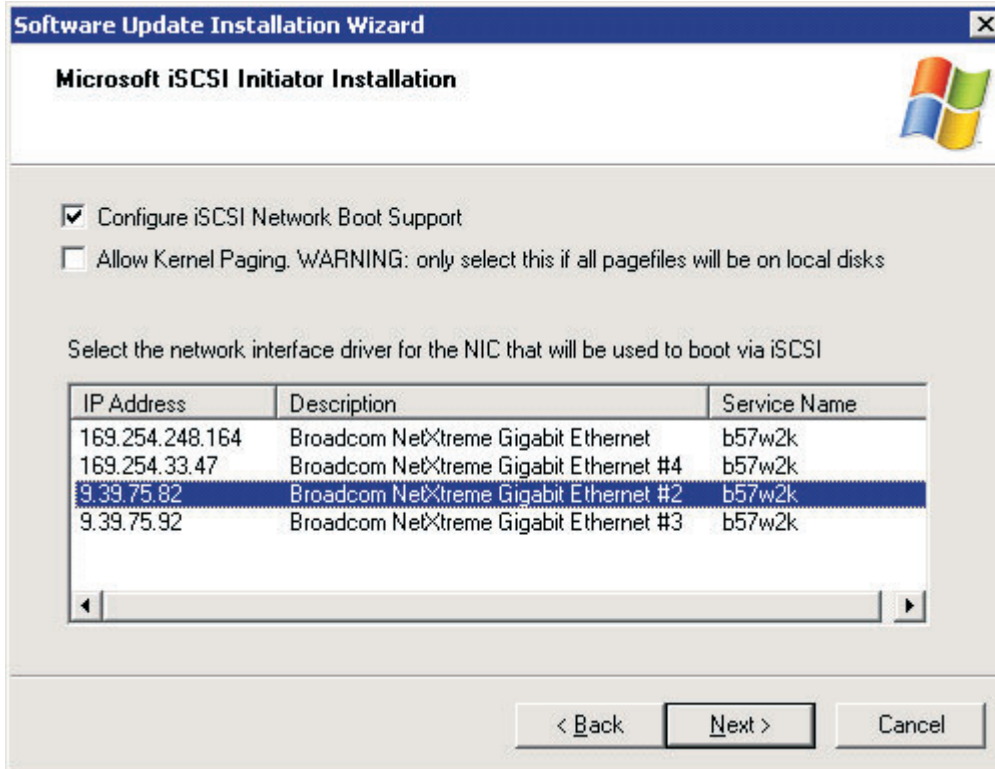 Software Update Installation Wizard
Microsoft iSCSI Initiator Installation
Configure iSCSI Network Boot Support
Allow Kernel Paging. WARNING: only select this if all pagefiles will be on local disks
Select the network interface driver for the NIC that will be used to boot via iSCSI
IP Address Description Service Name
169.254.248.164 Broadcom NetXtreme Gigabit Ethernet b57w2k
169.254.33.47 Broadcom NetXtreme Gigabit Ethernet #4 b57w2k
9.39.75.82 Broadcom NetXtreme Gigabit Ethernet #2 b57w2k
9.39.75.92 Broadcom NetXtreme Gigabit Ethernet #3 b57w2k
< Back Next > Cancel